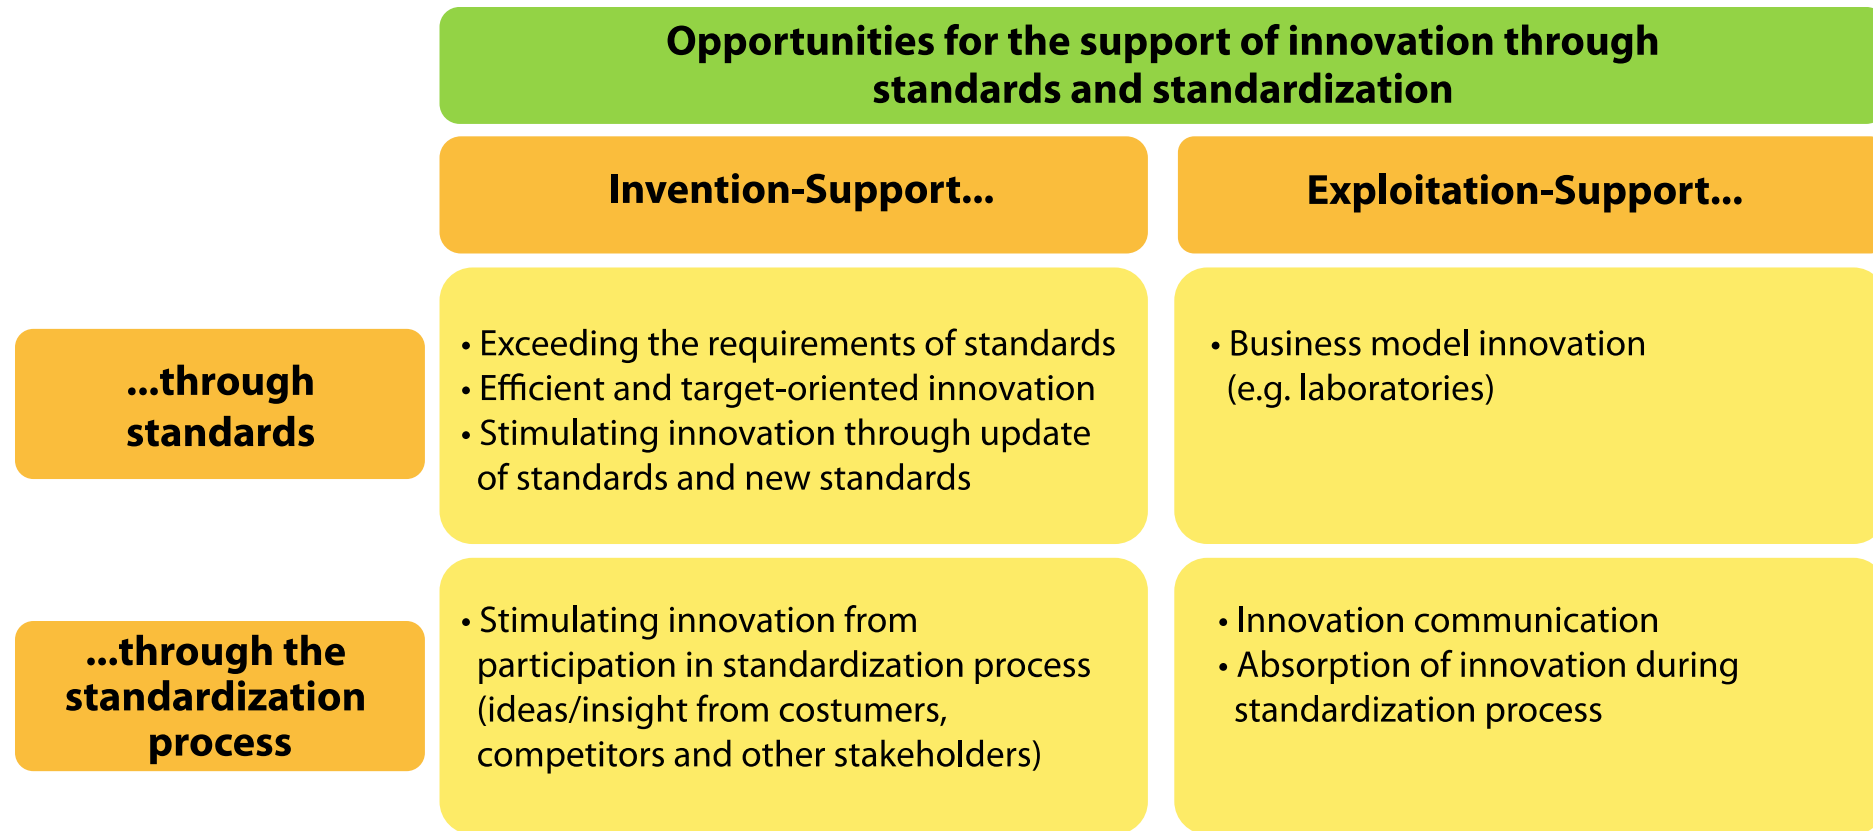 Opportunities for the support of innovation through
standards and standardization
Invention-Support...
Exploitation-Support...
...through
standards
• Exceeding the requirements of standards
• Efficient and target-oriented innovation
• Stimulating innovation through update
of standards and new standards
• Business model innovation
(e.g. laboratories)
...through the
standardization
process
• Stimulating innovation from
participation in standardization process
(ideas/insight from costumers,
competitors and other stakeholders)
• Innovation communication
• Absorption of innovation during
standardization process